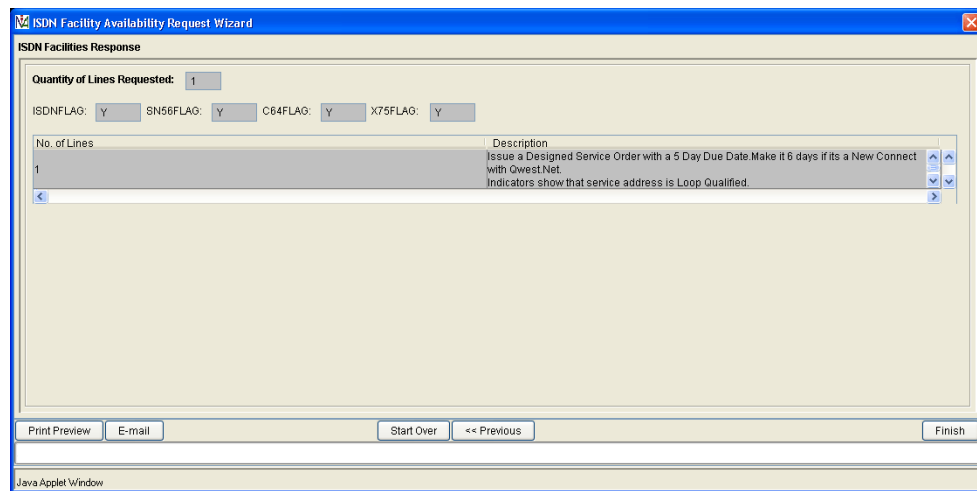 ISDN Facility Availability Request Wizard
ISDN Facilities Response
Quantity of Lines Requested: 1
ISDNFLAG: Y SN56FLAG: Y C64FLAG: Y X75FLAG: Y
No. of Lines Description
1
Issue a Designed Service Order with a 5 Day Due Date.Make it 6 days if its a New Connect
with Qwest.Net.
Indicators show that service address is Loop Qualified.
Print Preview E-mail Start Over << Previous Finish
Java Applet Window